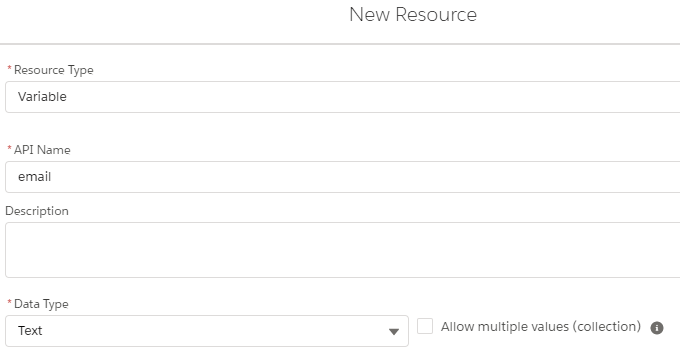 New Resource
* Resource Type
Variable
* API Name
email
Description
* Data Type
Text
Allow multiple values (collection) i